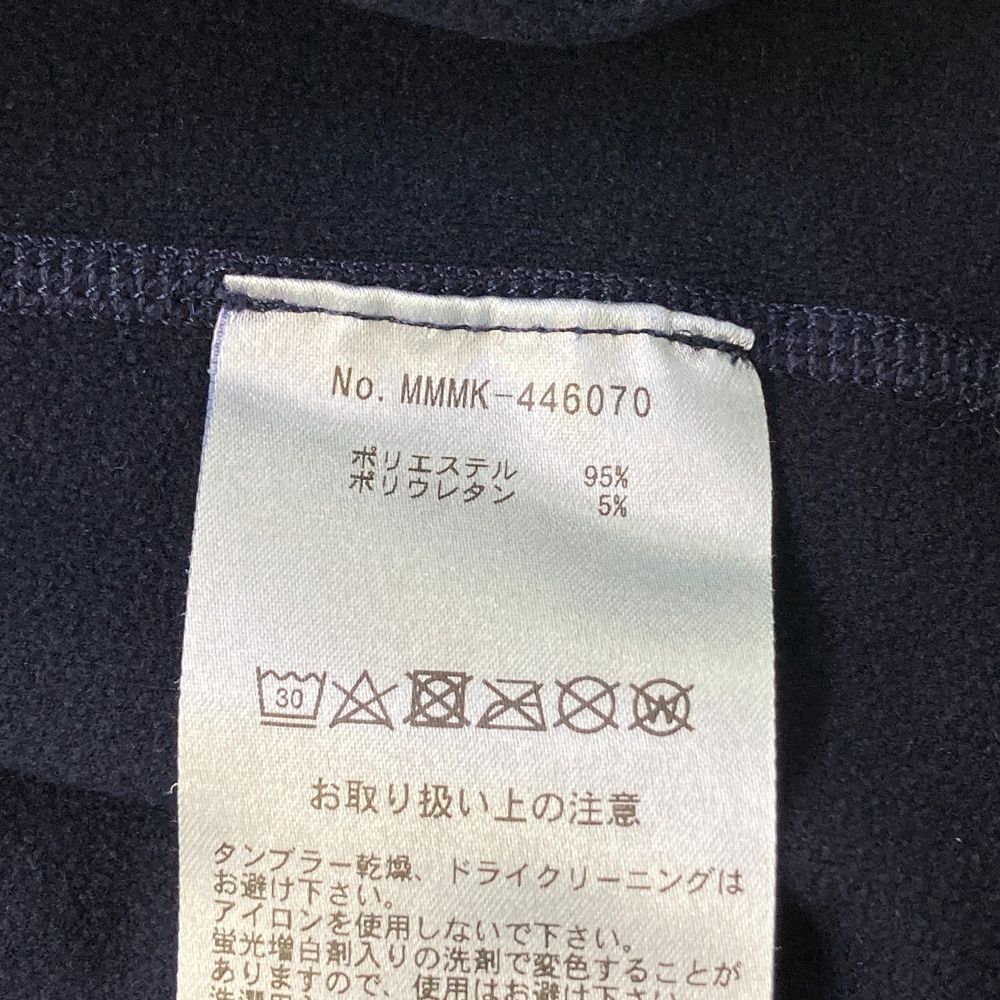 No. MMMK-446070
ポリエステル 95%
ポリウレタン 5%
30
W
お取り扱い上の注意
タンブラー乾燥、ドライクリーニングは
お避け下さい。
アイロンを使用しないで下さい。
蛍光増白剤入りの洗剤で変色することが
ありますので、使用はお避け下さい。